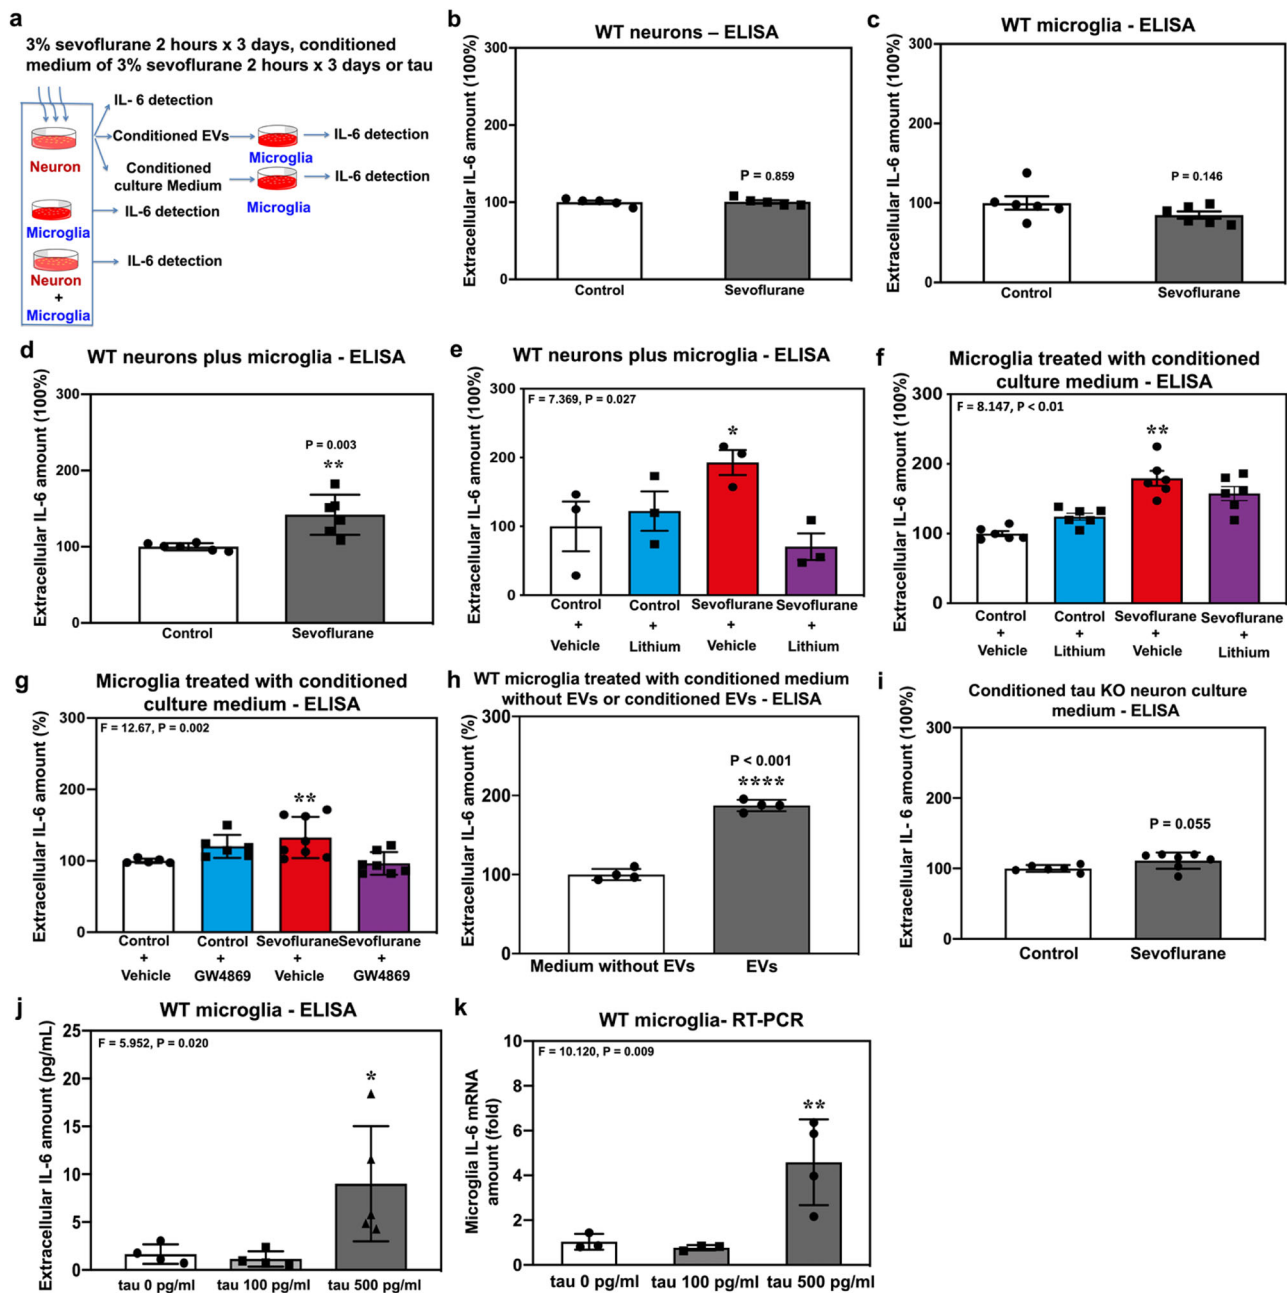 a
3% sevoflurane 2 hours x 3 days, conditioned
medium of 3% sevoflurane 2 hours x 3 days or tau
IL- 6 detection
Conditioned EVs
IL-6 detection
Neuron
Microglia
Conditioned
culture Medium
IL-6 detection
Microglia
IL-6 detection
Microglia
IL-6 detection
Neuron
+
Microglia
b
WT neurons – ELISA
Extracellular IL-6 amount (100%)
300
200
100
0
P = 0.859
Control
Sevoflurane
c
WT microglia - ELISA
Extracellular IL-6 amount (100%)
300
200
100
0
P = 0.146
Control
Sevoflurane
d
WT neurons plus microglia - ELISA
Extracellular IL-6 amount (100%)
300
200
100
0
P = 0.003
**
Control
Sevoflurane
e
WT neurons plus microglia - ELISA
Extracellular IL-6 amount (100%)
300
200
100
0
F = 7.369, P = 0.027
*
Control Control Sevoflurane Sevoflurane
+ + + +
Vehicle Lithium Vehicle Lithium
f
Microglia treated with conditioned
culture medium - ELISA
Extracellular IL-6 amount (100%)
300
200
100
0
F = 8.147, P < 0.01
**
Control Control Sevoflurane Sevoflurane
+ + + +
Vehicle Lithium Vehicle Lithium
g
Microglia treated with conditioned
culture medium - ELISA
Extracellular IL-6 amount (%)
300
200
100
0
F = 12.67, P = 0.002
**
Control Control Sevoflurane Sevoflurane
+ + + +
Vehicle GW4869 Vehicle GW4869
h
WT microglia treated with conditioned medium
without EVs or conditioned EVs - ELISA
Extracellular IL-6 amount (%)
300
200
100
0
P < 0.001
****
Medium without EVs
EVs
i
Conditioned tau KO neuron culture
medium - ELISA
Extracellular IL- 6 amount (100%)
300
200
100
0
P = 0.055
Control
Sevoflurane
j
WT microglia - ELISA
Extracellular IL-6 amount (pg/mL)
25
20
15
10
5
0
F = 5.952, P = 0.020
*
tau 0 pg/ml tau 100 pg/ml tau 500 pg/ml
k
WT microglia- RT-PCR
Microglia IL-6 mRNA
amount (fold)
10
8
6
4
2
0
F = 10.120, P = 0.009
**
tau 0 pg/ml tau 100 pg/ml tau 500 pg/ml